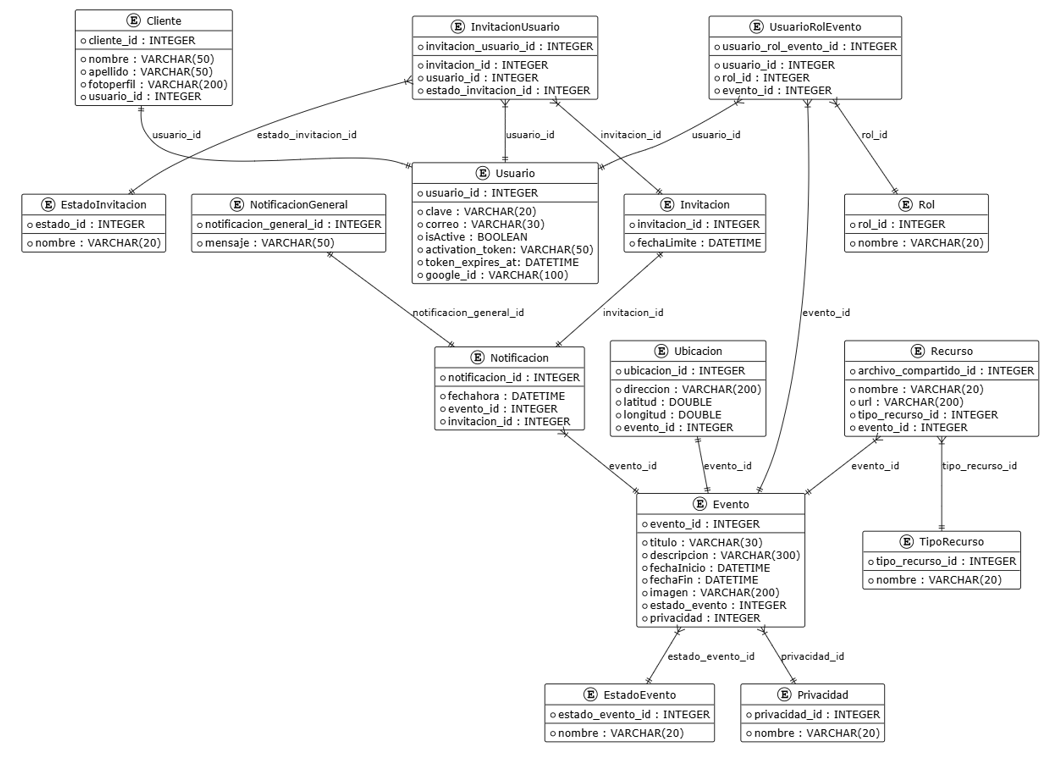 E Cliente
cliente_id : INTEGER
nombre : VARCHAR(50)
apellido : VARCHAR(50)
fotoperfil : VARCHAR(200)
usuario_id : INTEGER
E InvitacionUsuario
invitacion_usuario_id : INTEGER
invitacion_id : INTEGER
usuario_id : INTEGER
estado_invitacion_id : INTEGER
E UsuarioRolEvento
usuario_rol_evento_id : INTEGER
usuario_id : INTEGER
rol_id : INTEGER
evento_id : INTEGER
usuario_id
estado_invitacion_id
usuario_id
invitacion_id
usuario_id
rol_id
E EstadoInvitacion
estado_id : INTEGER
nombre : VARCHAR(20)
E NotificacionGeneral
notificacion_general_id : INTEGER
mensaje : VARCHAR(50)
E Usuario
usuario_id : INTEGER
clave : VARCHAR(20)
correo : VARCHAR(30)
isActive : BOOLEAN
activation_token: VARCHAR(50)
token_expires_at: DATETIME
google_id : VARCHAR(100)
E Invitacion
invitacion_id : INTEGER
fechaLimite : DATETIME
E Rol
rol_id : INTEGER
nombre : VARCHAR(20)
notificacion_general_id
invitacion_id
evento_id
E Notificacion
notificacion_id : INTEGER
fechahora : DATETIME
evento_id : INTEGER
invitacion_id : INTEGER
E Ubicacion
ubicacion_id : INTEGER
direccion : VARCHAR(200)
latitud : DOUBLE
longitud : DOUBLE
evento_id : INTEGER
E Recurso
archivo_compartido_id : INTEGER
nombre : VARCHAR(20)
url : VARCHAR(200)
tipo_recurso_id : INTEGER
evento_id : INTEGER
evento_id
evento_id
evento_id
tipo_recurso_id
E Evento
evento_id : INTEGER
titulo : VARCHAR(30)
descripcion : VARCHAR(300)
fechaInicio : DATETIME
fechaFin : DATETIME
imagen : VARCHAR(200)
estado_evento : INTEGER
privacidad : INTEGER
E TipoRecurso
tipo_recurso_id : INTEGER
nombre : VARCHAR(20)
estado_evento_id
privacidad_id
E EstadoEvento
estado_evento_id : INTEGER
nombre : VARCHAR(20)
E Privacidad
privacidad_id : INTEGER
nombre : VARCHAR(20)